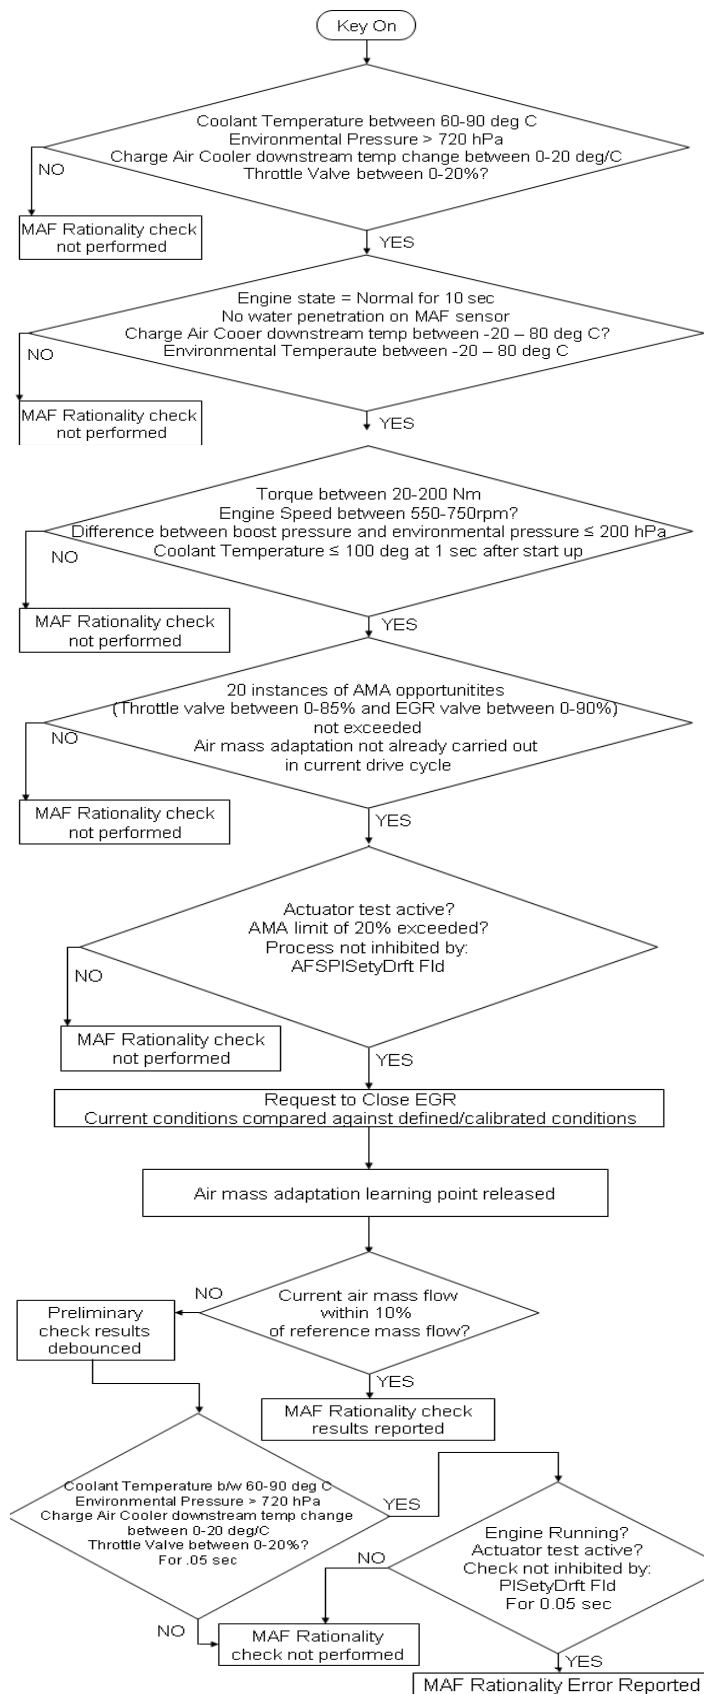 Key On
Coolant Temperature between 60-90 deg C
Environmental Pressure > 720 hPa
Charge Air Cooler downstream temp change between 0-20 deg/C
Throttle Valve between 0-20%?
NO
MAF Rationality check
not performed
YES
Engine state = Normal for 10 sec
No water penetration on MAF sensor
Charge Air Cooer downstream temp between -20 – 80 deg C?
Environmental Temperaute between -20 – 80 deg C
NO
MAF Rationality check
not performed
YES
Torque between 20-200 Nm
Engine Speed between 550-750rpm?
Difference between boost pressure and environmental pressure ≤ 200 hPa
Coolant Temperature ≤ 100 deg at 1 sec after start up
NO
MAF Rationality check
not performed
YES
20 instances of AMA opportunitites
(Throttle valve between 0-85% and EGR valve between 0-90%)
not exceeded
Air mass adaptation not already carried out
in current drive cycle
NO
MAF Rationality check
not performed
YES
Actuator test active?
AMA limit of 20% exceeded?
Process not inhibited by:
AFSPlSetyDrft Fld
NO
MAF Rationality check
not performed
YES
Request to Close EGR
Current conditions compared against defined/calibrated conditions
Air mass adaptation learning point released
Current air mass flow
within 10%
of reference mass flow?
NO
Preliminary
check results
debounced
YES
MAF Rationality check
results reported
Coolant Temperature b/w 60-90 deg C
Environmental Pressure > 720 hPa
Charge Air Cooler downstream temp change
between 0-20 deg/C
Throttle Valve between 0-20%?
For .05 sec
YES
Engine Running?
Actuator test active?
Check not inhibited by:
PlSetyDrft Fld
For 0.05 sec
NO
NO
MAF Rationality
check not performed
YES
MAF Rationality Error Reported